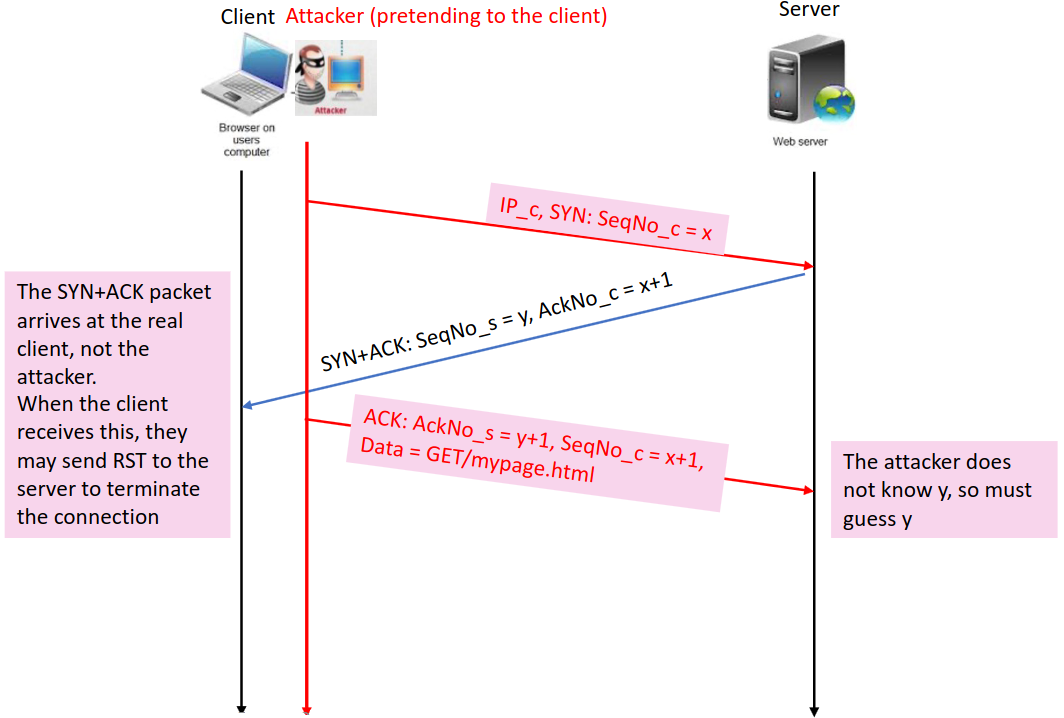 Client Attacker (pretending to the client)
Server
Attacker
Browser on
users
computer
Web server
IP_c, SYN: SeqNo_c = x
SYN+ACK: SeqNo_s = y, AckNo_c = x+1
The SYN+ACK packet
arrives at the real
client, not the
attacker.
When the client
receives this, they
may send RST to the
server to terminate
the connection
ACK: AckNo_s = y+1, SeqNo_c = x+1,
Data = GET/mypage.html
The attacker does
not know y, so must
guess y